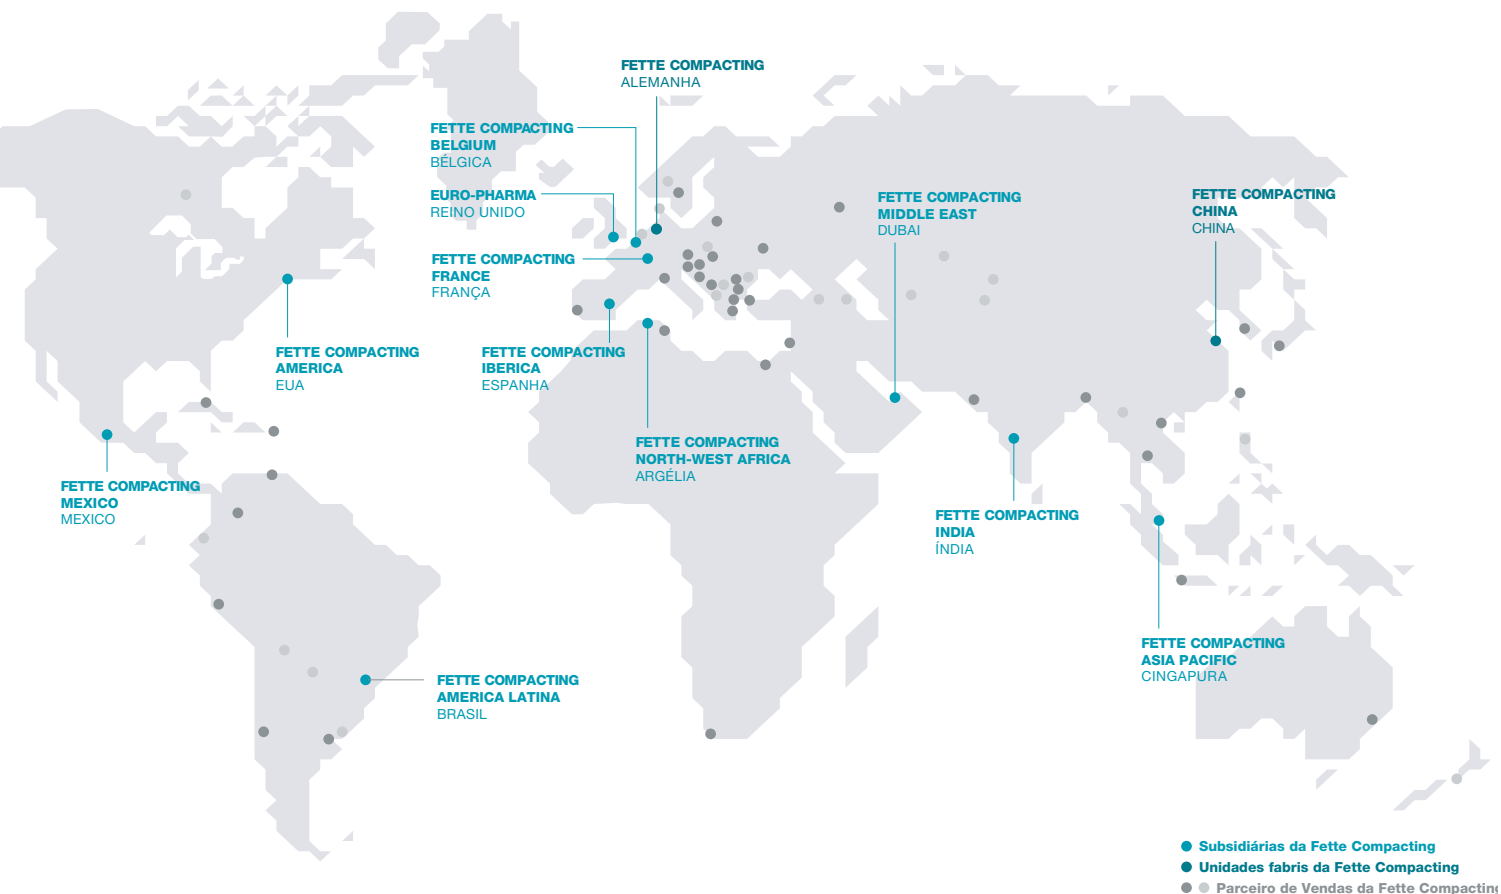 FETTE COMPACTING
ALEMANHA
FETTE COMPACTING
BELGIUM
BÉLGICA
EURO-PHARMA
REINO UNIDO
FETTE COMPACTING
FRANCE
FRANÇA
FETTE COMPACTING
MIDDLE EAST
DUBAI
FETTE COMPACTING
CHINA
CHINA
FETTE COMPACTING
AMERICA
EUA
FETTE COMPACTING
IBERICA
ESPANHA
FETTE COMPACTING
NORTH-WEST AFRICA
ARGÉLIA
FETTE COMPACTING
MEXICO
MEXICO
FETTE COMPACTING
INDIA
ÍNDIA
FETTE COMPACTING
ASIA PACIFIC
CINGAPURA
FETTE COMPACTING
AMERICA LATINA
BRASIL
Subsidiárias da Fette Compacting
Unidades fabris da Fette Compacting
Parceiro de Vendas da Fette Compacting